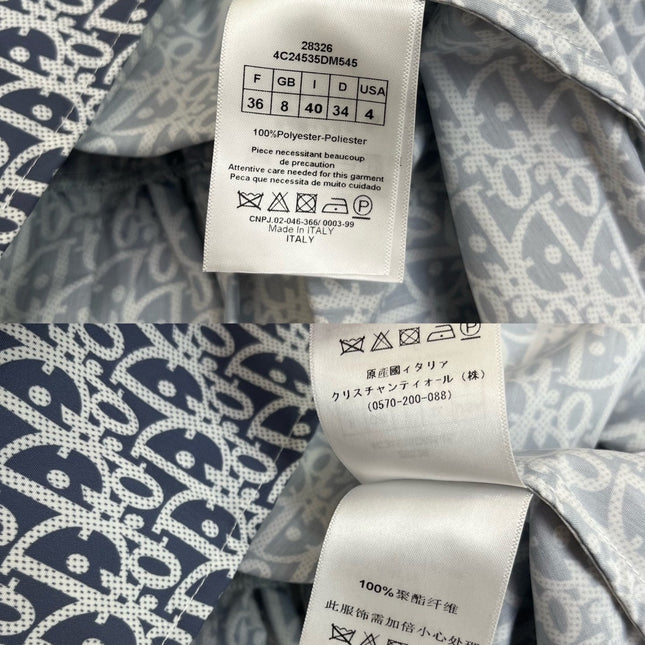 28326
4C24535DM545
F GB I D USA
36 8 40 34 4
100%Polyester-Poliester
Piece necessitant beaucoup
de precaution
Attentive care needed for this garment
Peca que necessita de muito cuidado
CNPJ.02-046-366/ 0003-99
Made In ITALY
ITALY
原産國イタリア
クリスチャンティオール（株）
(0570-200-088)
100%聚酯纤维
此服饰需加倍小心处理